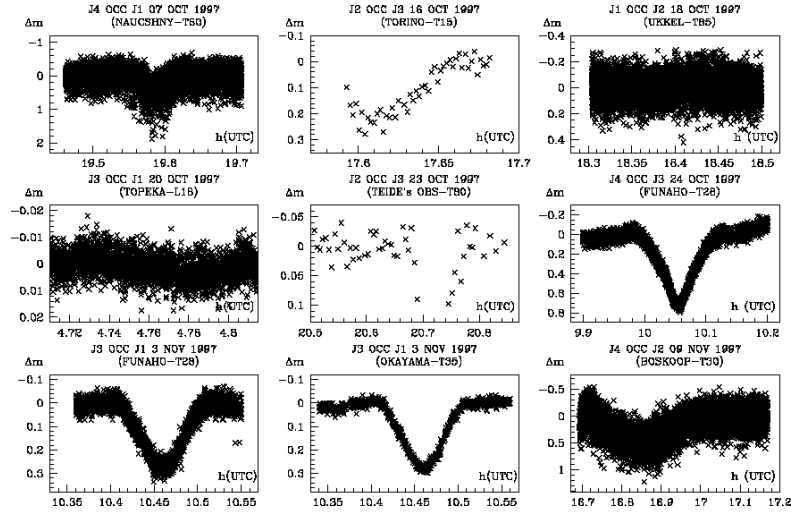 J4 OCC J1 07 OCT 1997
(NAUCSHNY-T60)
Δm
-1
0
1
2
h(UTC)
19.5
19.6
19.7
J2 OCC J3 16 OCT 1997
(TORINO-T15)
Δm
-0.1
0
0.1
0.2
0.3
h(UTC)
17.6
17.65
17.7
J1 OCC J2 18 OCT 1997
(UKKEL-T85)
Δm
-0.4
-0.2
0
0.2
0.4
h(UTC)
18.3
18.35
18.4
18.45
18.5
J3 OCC J1 20 OCT 1997
(TOPEKA-L18)
Δm
-0.02
-0.01
0
0.01
0.02
h(UTC)
4.72
4.74
4.76
4.78
4.8
J2 OCC J3 23 OCT 1997
(TEIDE's OBS-T80)
Δm
-0.05
0
0.05
0.1
h(UTC)
20.5
20.6
20.7
20.8
J4 OCC J3 24 OCT 1997
(FUNAHO-T28)
Δm
-0.2
0
0.2
0.4
0.6
0.8
h (UTC)
9.9
10
10.1
10.2
J3 OCC J1 3 NOV 1997
(FUNAHO-T28)
Δm
-0.1
0
0.1
0.2
0.3
h(UTC)
10.35
10.4
10.45
10.5
10.55
J3 OCC J1 3 NOV 1997
(OKAYAMA-T35)
Δm
-0.1
0
0.1
0.2
0.3
h(UTC)
10.35
10.4
10.45
10.5
10.55
J4 OCC J2 09 NOV 1997
(BOSKOOP-T30)
Δm
-0.5
0
0.5
1
h (UTC)
16.7
16.8
16.9
17
17.1
17.2